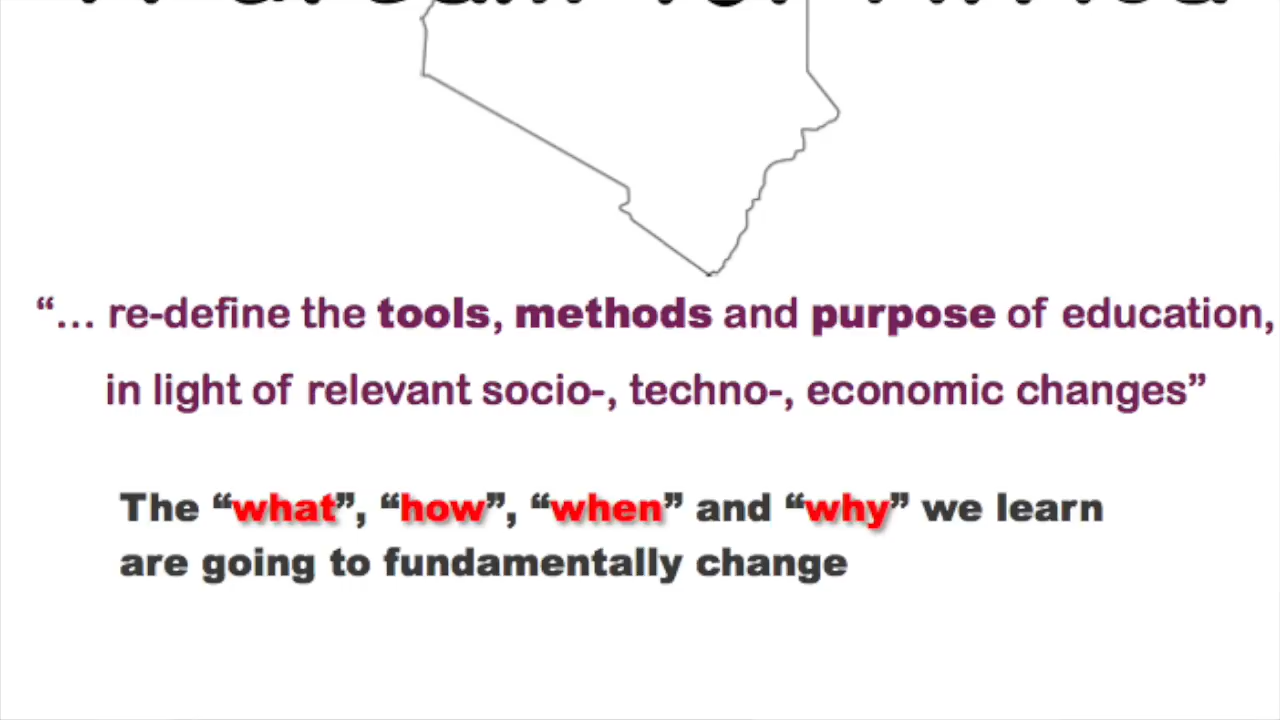 “... re-define the tools, methods and purpose of education,
in light of relevant socio-, techno-, economic changes”
The “what”, “how”, “when” and “why” we learn
are going to fundamentally change